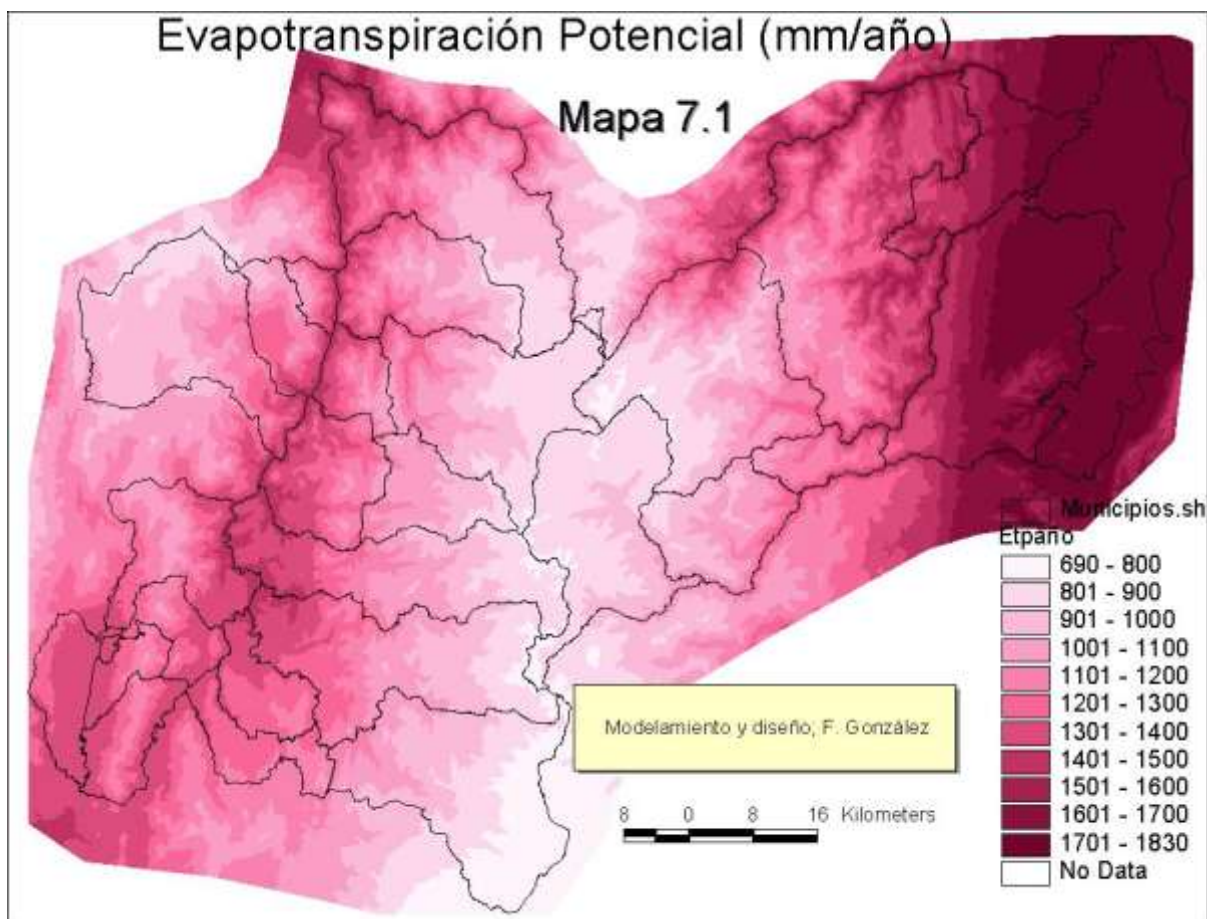 Evapotranspiración Potencial (mm/año)
Mapa 7.1
Municipios.sh
Etpaño
690 - 800
801 - 900
901 - 1000
1001 - 1100
1101 - 1200
1201 - 1300
1301 - 1400
1401 - 1500
1501 - 1600
1601 - 1700
1701 - 1830
No Data
Modelamiento y diseño; F. González
8 0 8 16 Kilometers